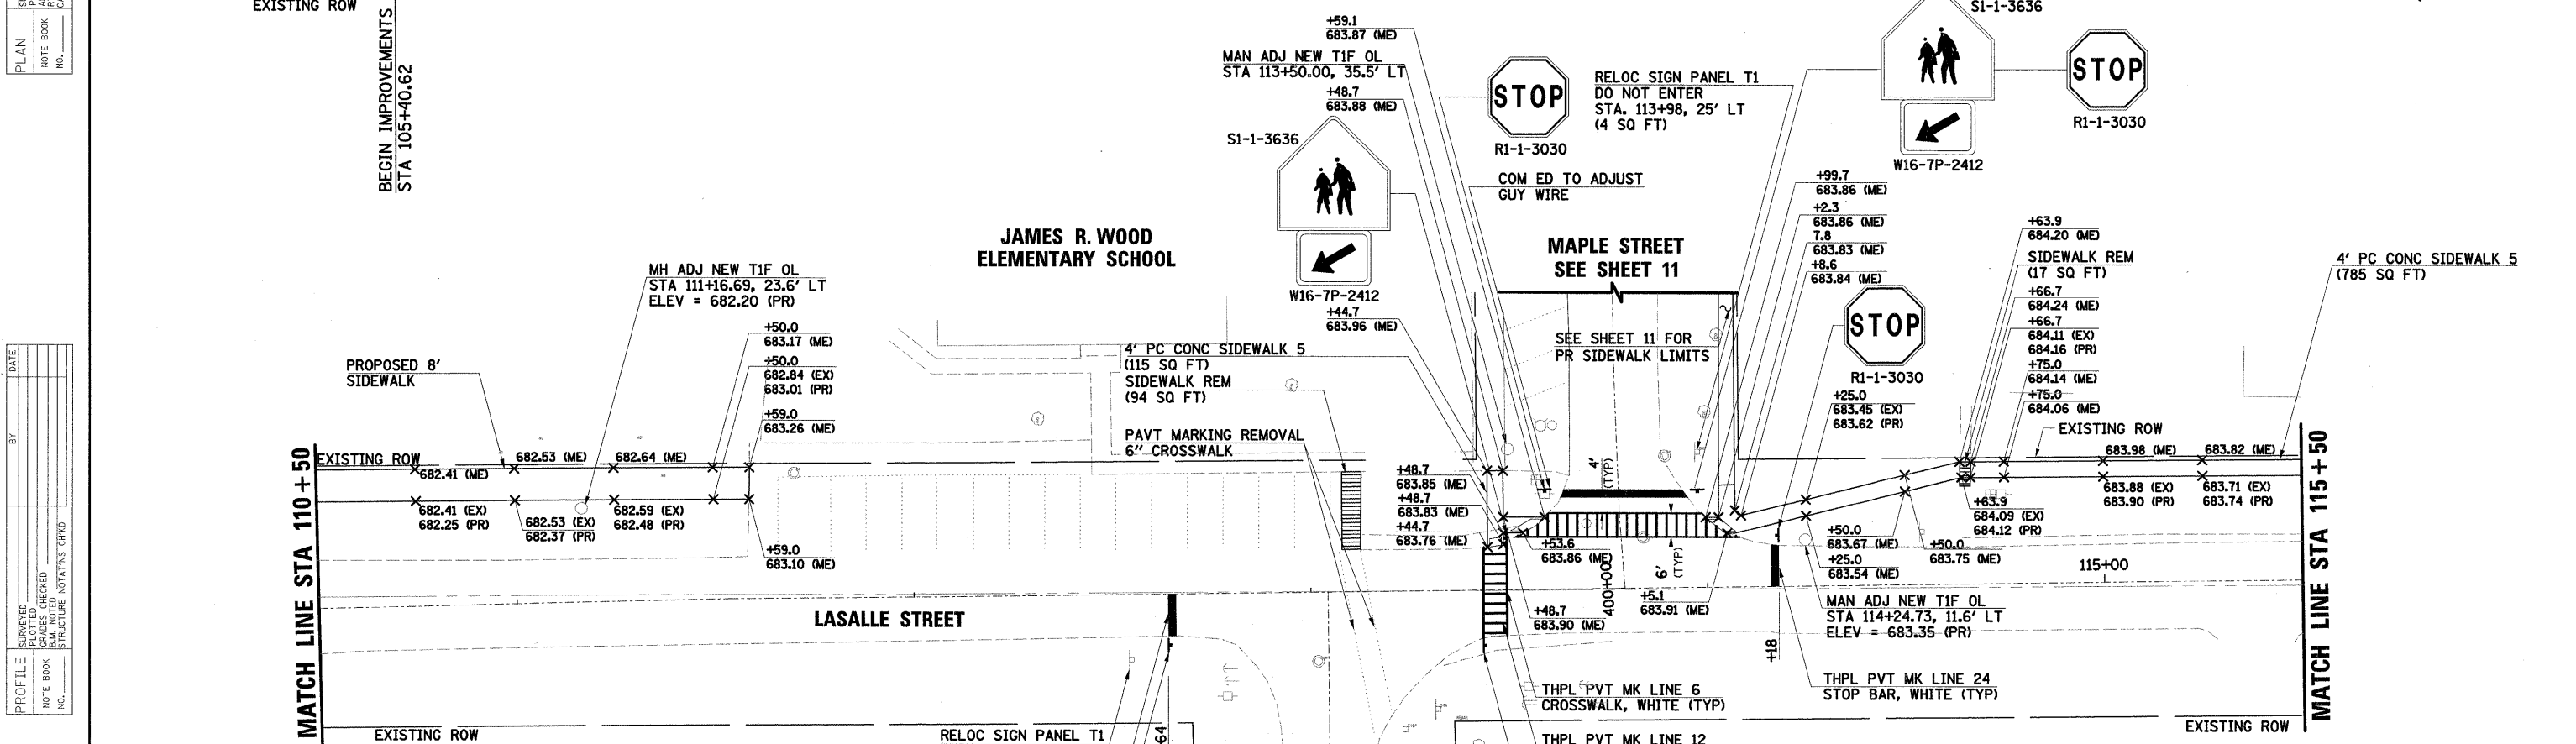 EXISTING ROW
BEGIN IMPROVEMENTS
STA 105+40.62
PLAN
NOTE BOOK
NO.
BY
DATE
PROFILE
SURVEYED
PLOTTED
GRADES CHECKED
B.M. NOTED
STRUCTURE NOTAT'NS CH'KD
NOTE BOOK
NO.
MATCH LINE STA 110+50
EXISTING ROW
PROPOSED 8'
SIDEWALK
682.41 (ME)
682.53 (ME)
682.64 (ME)
682.41 (EX)
682.25 (PR)
682.53 (EX)
682.37 (PR)
682.59 (EX)
682.48 (PR)
MH ADJ NEW T1F OL
STA 111+16.69, 23.6' LT
ELEV = 682.20 (PR)
+50.0
683.17 (ME)
+50.0
682.84 (EX)
683.01 (PR)
+59.0
683.26 (ME)
+59.0
683.10 (ME)
JAMES R. WOOD
ELEMENTARY SCHOOL
4' PC CONC SIDEWALK 5
(115 SQ FT)
SIDEWALK REM
(94 SQ FT)
PAVT MARKING REMOVAL
6" CROSSWALK
LASALLE STREET
EXISTING ROW
RELOC SIGN PANEL T1
64
+59.1
683.87 (ME)
MAN ADJ NEW T1F OL
STA 113+50.00, 35.5' LT
+48.7
683.88 (ME)
S1-1-3636
W16-7P-2412
+44.7
683.96 (ME)
STOP
R1-1-3030
RELOC SIGN PANEL T1
DO NOT ENTER
STA. 113+98, 25' LT
(4 SQ FT)
COM ED TO ADJUST
GUY WIRE
MAPLE STREET
SEE SHEET 11
SEE SHEET 11 FOR
PR SIDEWALK LIMITS
4'
(TYP)
+48.7
683.85 (ME)
+48.7
683.83 (ME)
+44.7
683.76 (ME)
+53.6
683.86 (ME)
400+00
6'
(TYP)
+48.7
683.90 (ME)
+5.1
683.91 (ME)
THPL PVT MK LINE 6
CROSSWALK, WHITE (TYP)
THPL PVT MK LINE 12
S1-1-3636
STOP
R1-1-3030
W16-7P-2412
+99.7
683.86 (ME)
+2.3
683.86 (ME)
7.8
683.83 (ME)
+8.6
683.84 (ME)
STOP
R1-1-3030
+25.0
683.45 (EX)
683.62 (PR)
+63.9
684.20 (ME)
SIDEWALK REM
(17 SQ FT)
+66.7
684.24 (ME)
+66.7
684.11 (EX)
684.16 (PR)
+75.0
684.14 (ME)
+75.0
684.06 (ME)
EXISTING ROW
4' PC CONC SIDEWALK 5
(785 SQ FT)
683.98 (ME)
683.82 (ME)
683.88 (EX)
683.90 (PR)
683.71 (EX)
683.74 (PR)
+63.9
684.09 (EX)
684.12 (PR)
+50.0
683.67 (ME)
+50.0
683.75 (ME)
+25.0
683.54 (ME)
115+00
MAN ADJ NEW T1F OL
STA 114+24.73, 11.6' LT
ELEV = 683.35 (PR)
+18
THPL PVT MK LINE 24
STOP BAR, WHITE (TYP)
EXISTING ROW
MATCH LINE STA 115+50